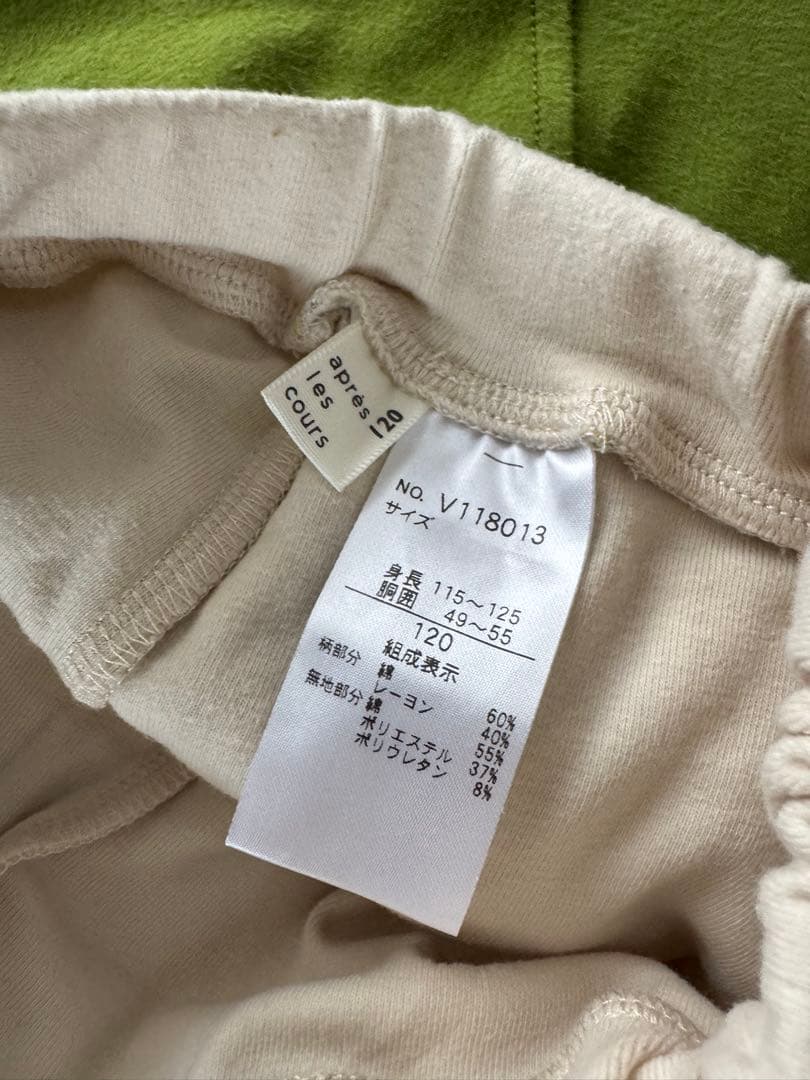 après
les
cours
120
NO. V118013
サイズ
身長 115～125
胴囲 49～55
120
組成表示
柄部分 綿 60%
レーヨン 40%
無地部分 綿 55%
ポリエステル 37%
ポリウレタン 8%